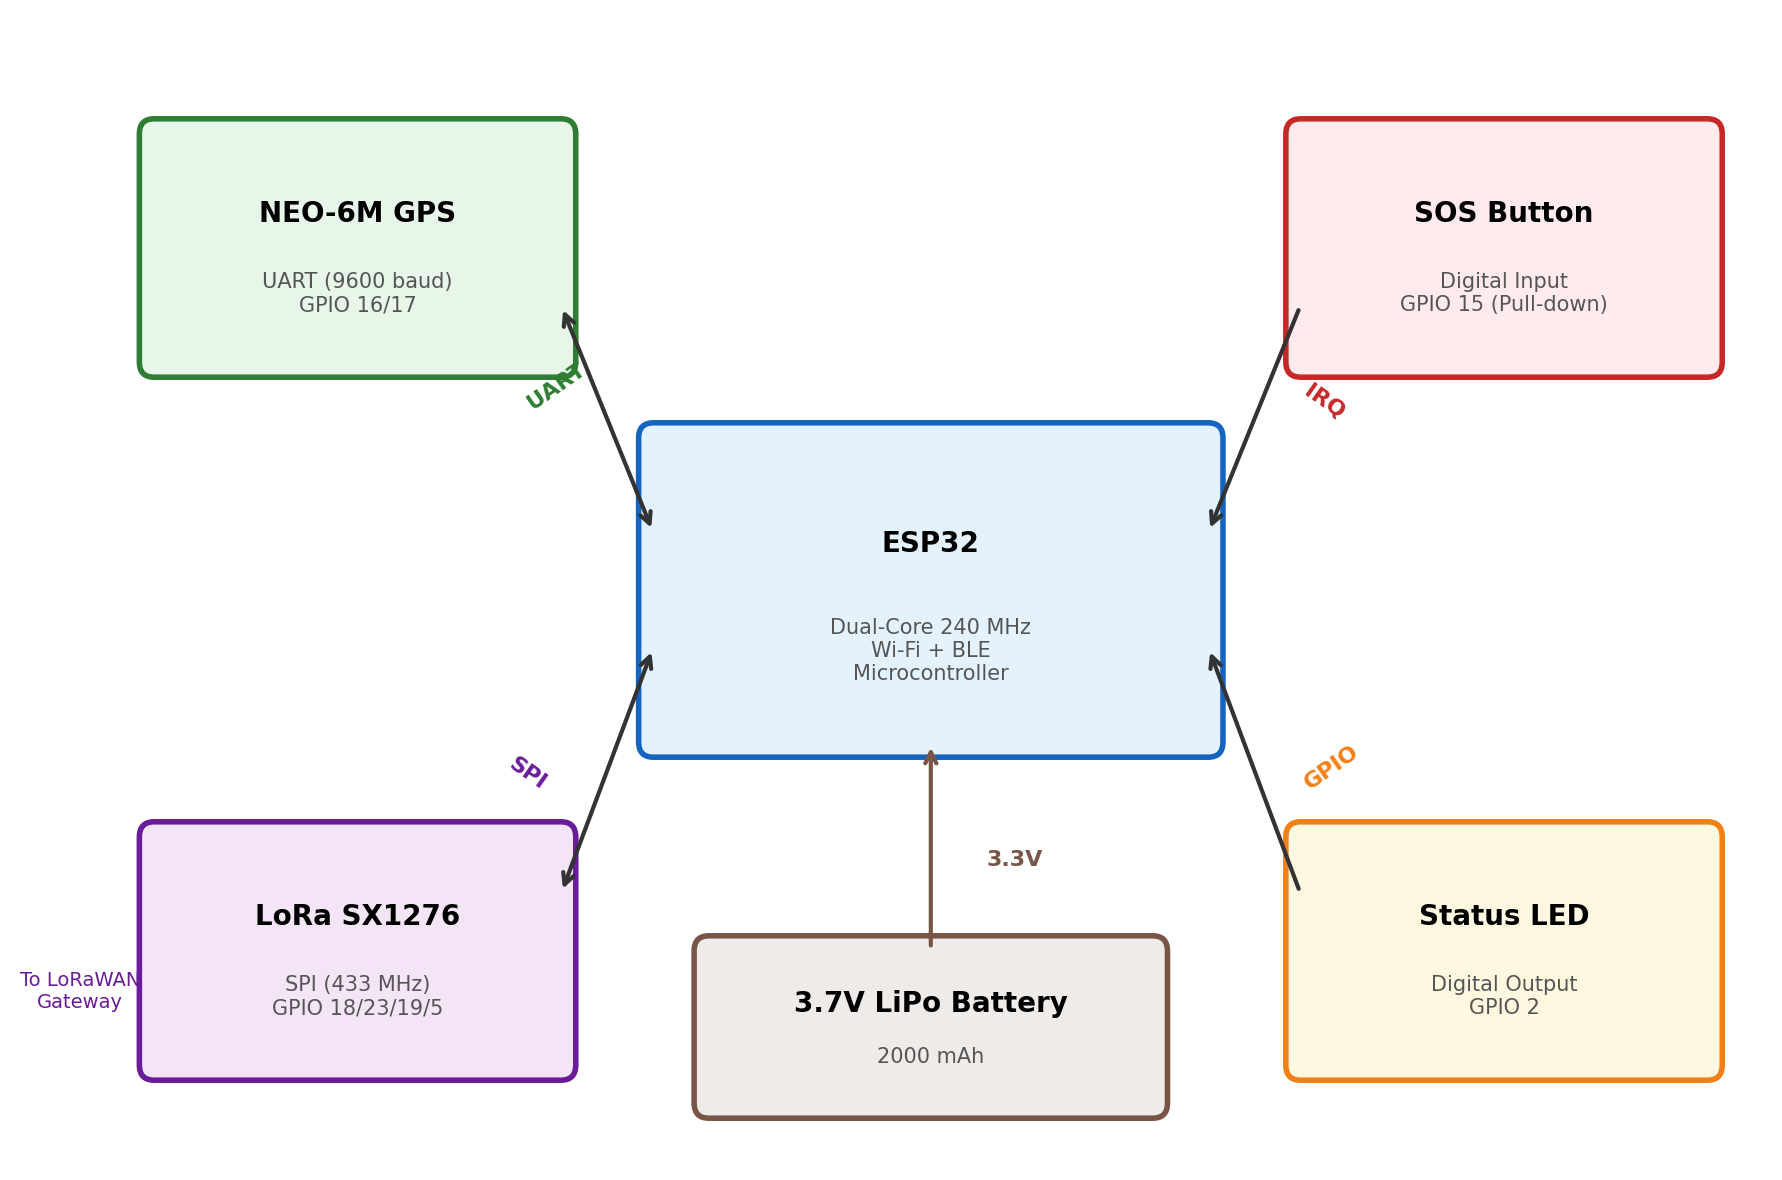 NEO-6M GPS
UART (9600 baud)
GPIO 16/17
SOS Button
Digital Input
GPIO 15 (Pull-down)
UART
IRQ
ESP32
Dual-Core 240 MHz
Wi-Fi + BLE
Microcontroller
SPI
GPIO
3.3V
LoRa SX1276
SPI (433 MHz)
GPIO 18/23/19/5
To LoRaWAN
Gateway
3.7V LiPo Battery
2000 mAh
Status LED
Digital Output
GPIO 2